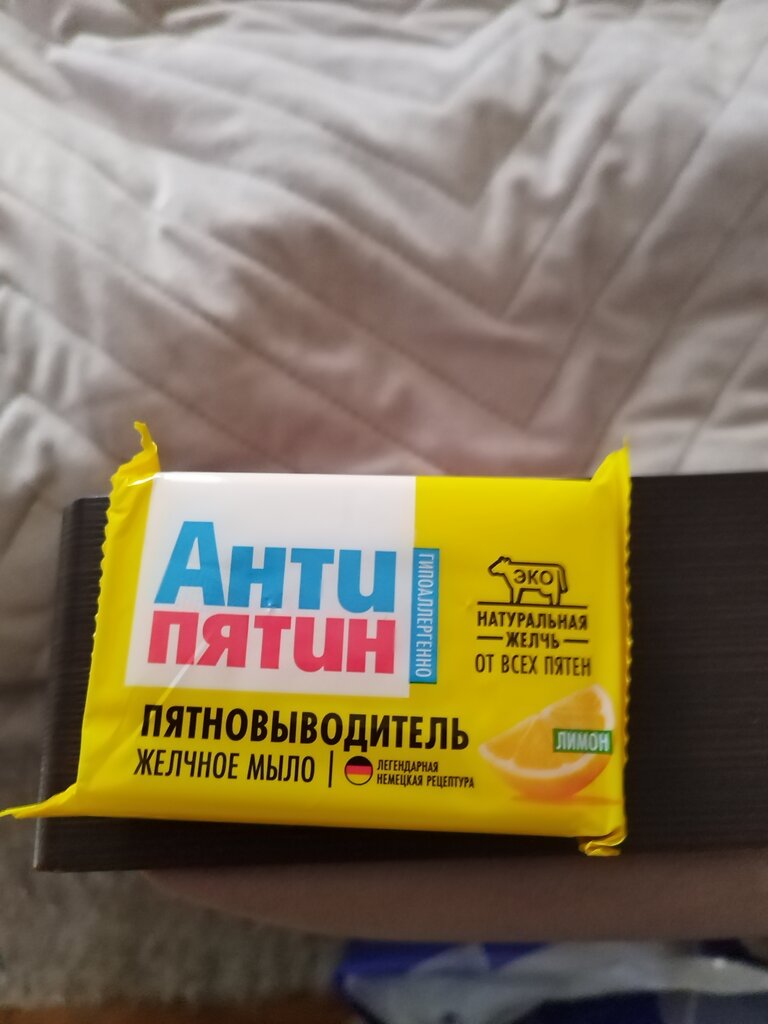 Анти
пятин
ГИПОАЛЛЕРГЕННО
ЭКО
НАТУРАЛЬНАЯ
ЖЕЛЧЬ
ОТ ВСЕХ ПЯТЕН
ПЯТНОВЫВОДИТЕЛЬ
ЖЕЛЧНОЕ МЫЛО
ЛЕГЕНДАРНАЯ
НЕМЕЦКАЯ РЕЦЕПТУРА
ЛИМОН